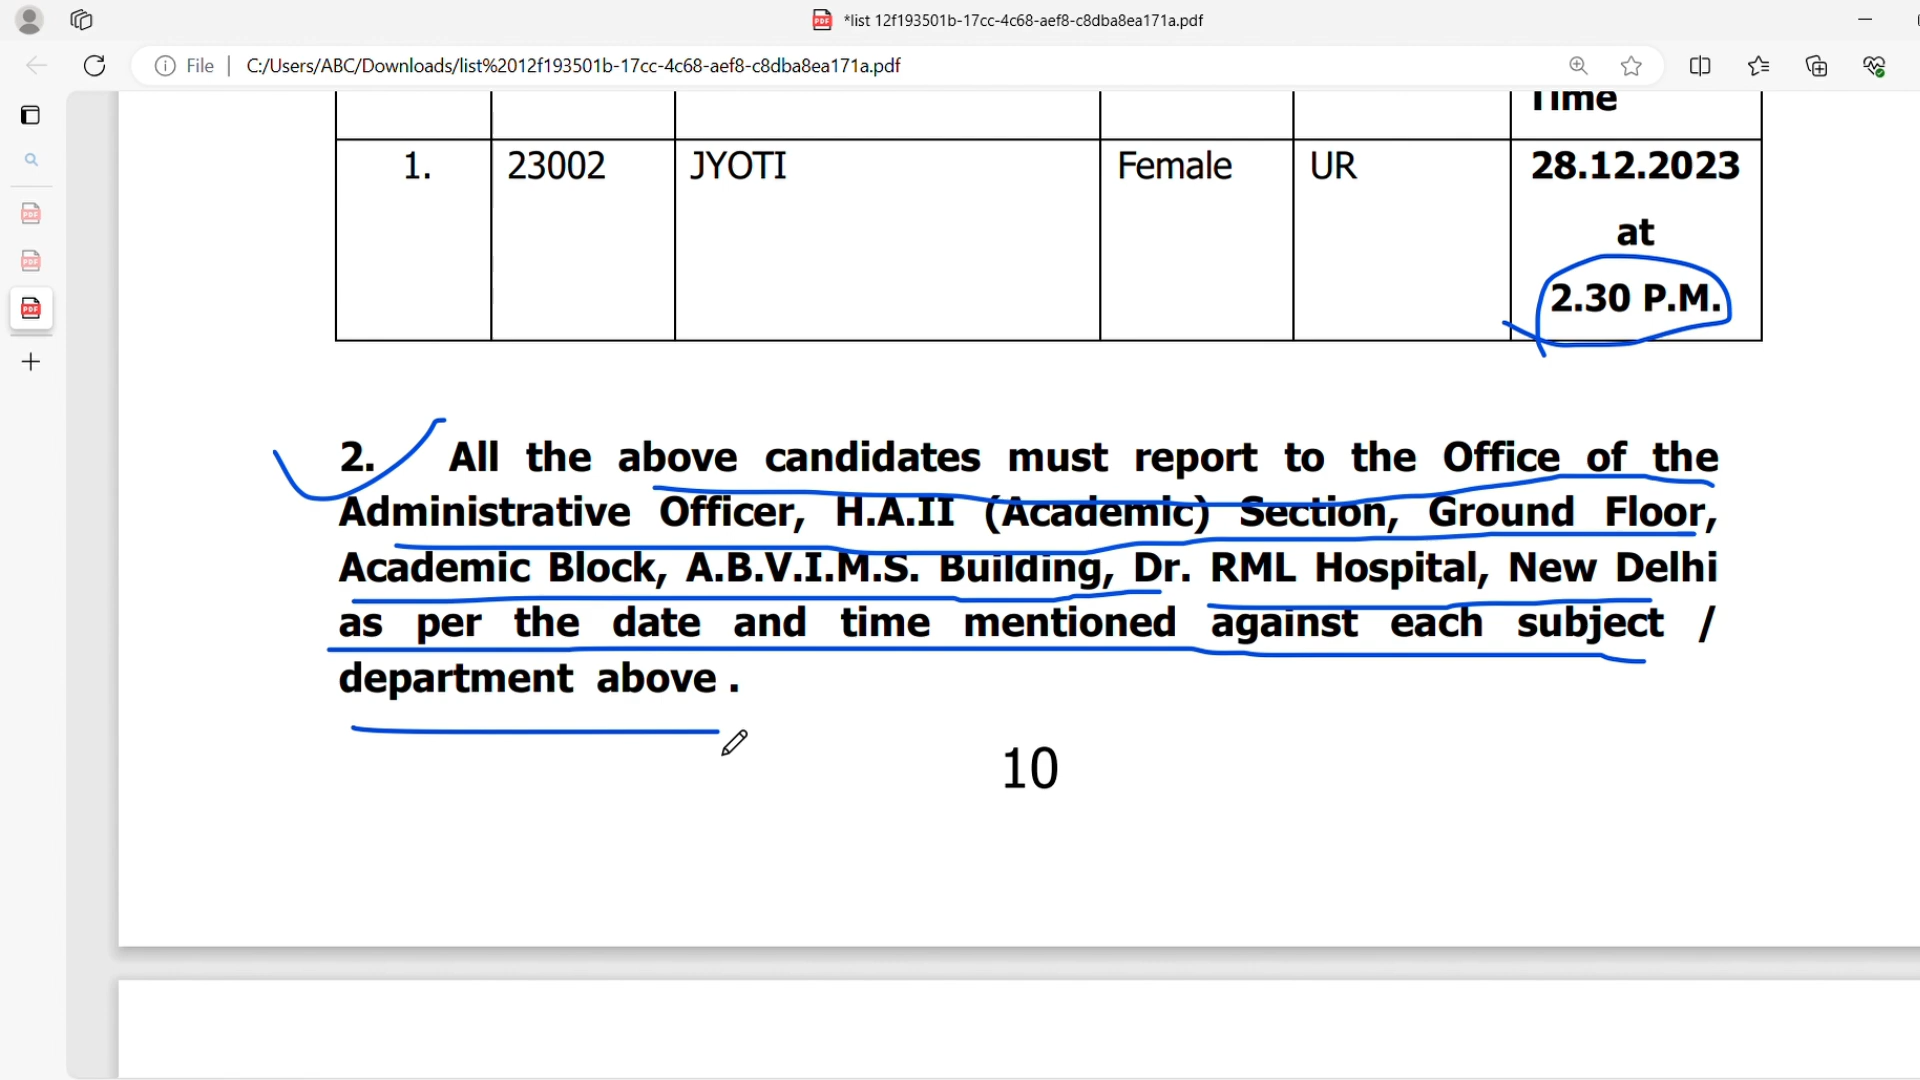 *list 12f193501b-17cc-4c68-aef8-c8dba8ea171a.pdf
File | C:/Users/ABC/Downloads/list%2012f193501b-17cc-4c68-aef8-c8dba8ea171a.pdf
Time
1. 23002 JYOTI Female UR 28.12.2023
at
2.30 P.M.
2. All the above candidates must report to the Office of the
Administrative Officer, H.A.II (Academic) Section, Ground Floor,
Academic Block, A.B.V.I.M.S. Building, Dr. RML Hospital, New Delhi
as per the date and time mentioned against each subject /
department above .
10